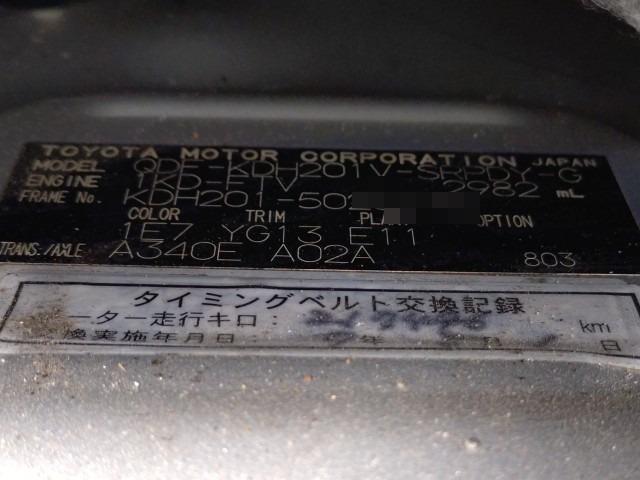 TOYOTA MOTOR CORPORATION JAPAN
MODEL QDF-KDH201V-SRPDY-G
ENGINE 1KD-FTV 2982 mL
FRAME No. KDH201-502
COLOR TRIM PLA OPTION
1E7 YG13 E11
TRANS./AXLE A340E A02A 803
タイミングベルト交換記録
ーター走行キロ: km
換実施年月日: 年 月 日